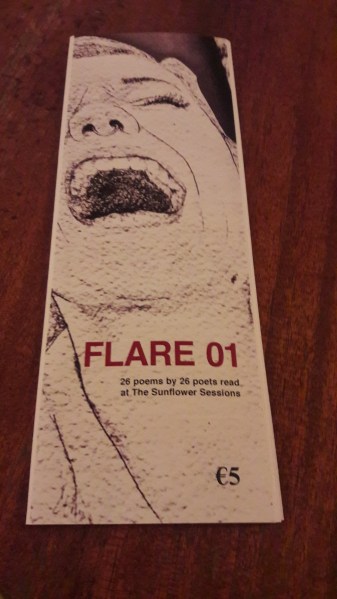 FLARE 01
26 poems by 26 poets read
at The Sunflower Sessions
€5